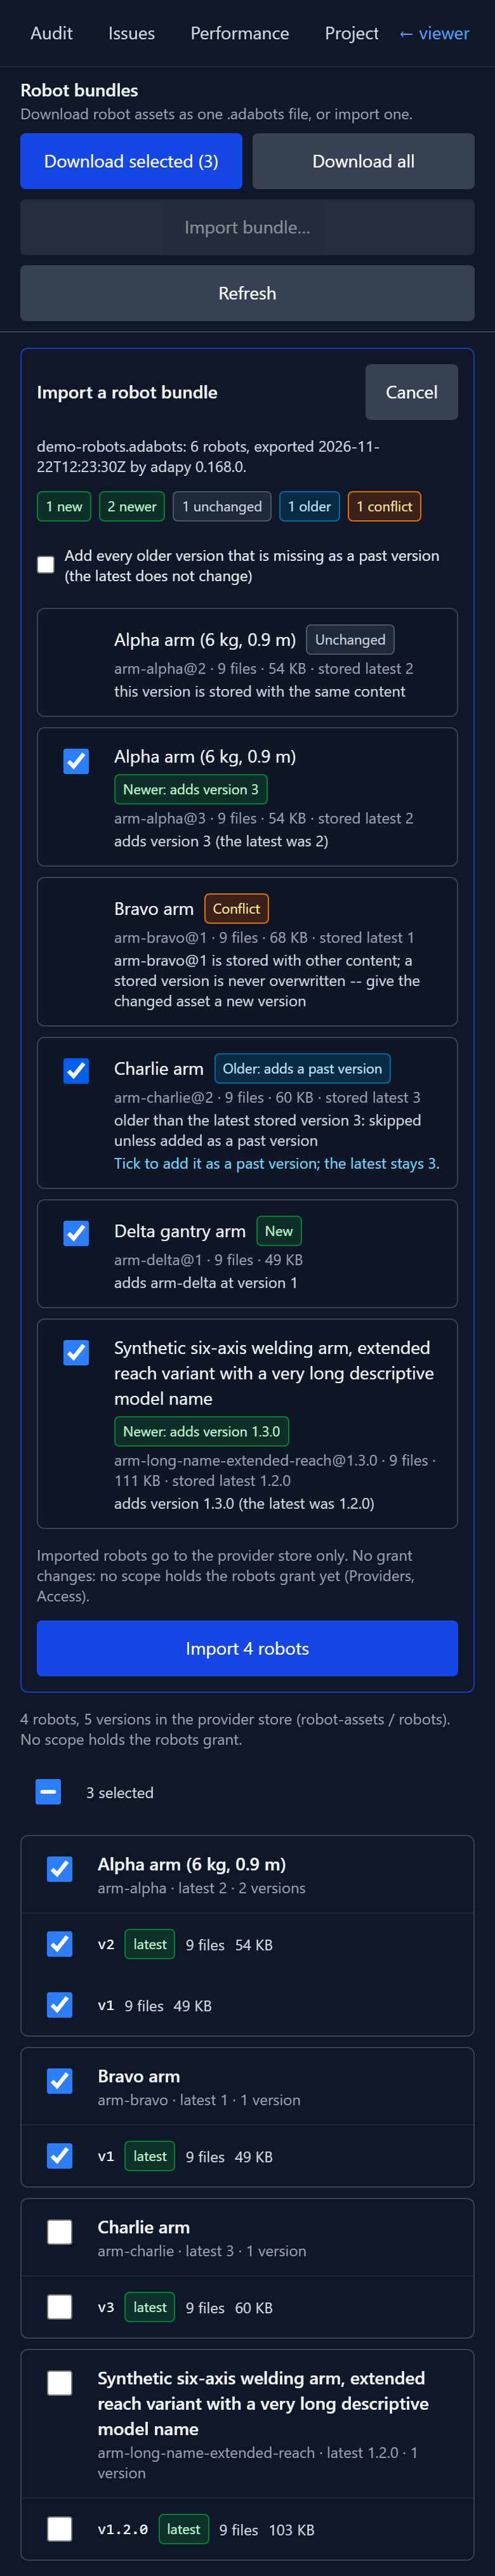 Audit Issues Performance Project ← viewer
Robot bundles
Download robot assets as one .adabots file, or import one.
Download selected (3) Download all
Import bundle...
Refresh
Import a robot bundle Cancel
demo-robots.adabots: 6 robots, exported 2026-11-
22T12:23:30Z by adapy 0.168.0.
1 new 2 newer 1 unchanged 1 older 1 conflict
Add every older version that is missing as a past version
(the latest does not change)
Alpha arm (6 kg, 0.9 m) Unchanged
arm-alpha@2 · 9 files · 54 KB · stored latest 2
this version is stored with the same content
Alpha arm (6 kg, 0.9 m)
Newer: adds version 3
arm-alpha@3 · 9 files · 54 KB · stored latest 2
adds version 3 (the latest was 2)
Bravo arm Conflict
arm-bravo@1 · 9 files · 68 KB · stored latest 1
arm-bravo@1 is stored with other content; a
stored version is never overwritten -- give the
changed asset a new version
Charlie arm Older: adds a past version
arm-charlie@2 · 9 files · 60 KB · stored latest 3
older than the latest stored version 3: skipped
unless added as a past version
Tick to add it as a past version; the latest stays 3.
Delta gantry arm New
arm-delta@1 · 9 files · 49 KB
adds arm-delta at version 1
Synthetic six-axis welding arm, extended
reach variant with a very long descriptive
model name
Newer: adds version 1.3.0
arm-long-name-extended-reach@1.3.0 · 9 files ·
111 KB · stored latest 1.2.0
adds version 1.3.0 (the latest was 1.2.0)
Imported robots go to the provider store only. No grant
changes: no scope holds the robots grant yet (Providers,
Access).
Import 4 robots
4 robots, 5 versions in the provider store (robot-assets / robots).
No scope holds the robots grant.
3 selected
Alpha arm (6 kg, 0.9 m)
arm-alpha · latest 2 · 2 versions
v2 latest 9 files 54 KB
v1 9 files 49 KB
Bravo arm
arm-bravo · latest 1 · 1 version
v1 latest 9 files 49 KB
Charlie arm
arm-charlie · latest 3 · 1 version
v3 latest 9 files 60 KB
Synthetic six-axis welding arm, extended
reach variant with a very long descriptive
model name
arm-long-name-extended-reach · latest 1.2.0 · 1
version
v1.2.0 latest 9 files 103 KB